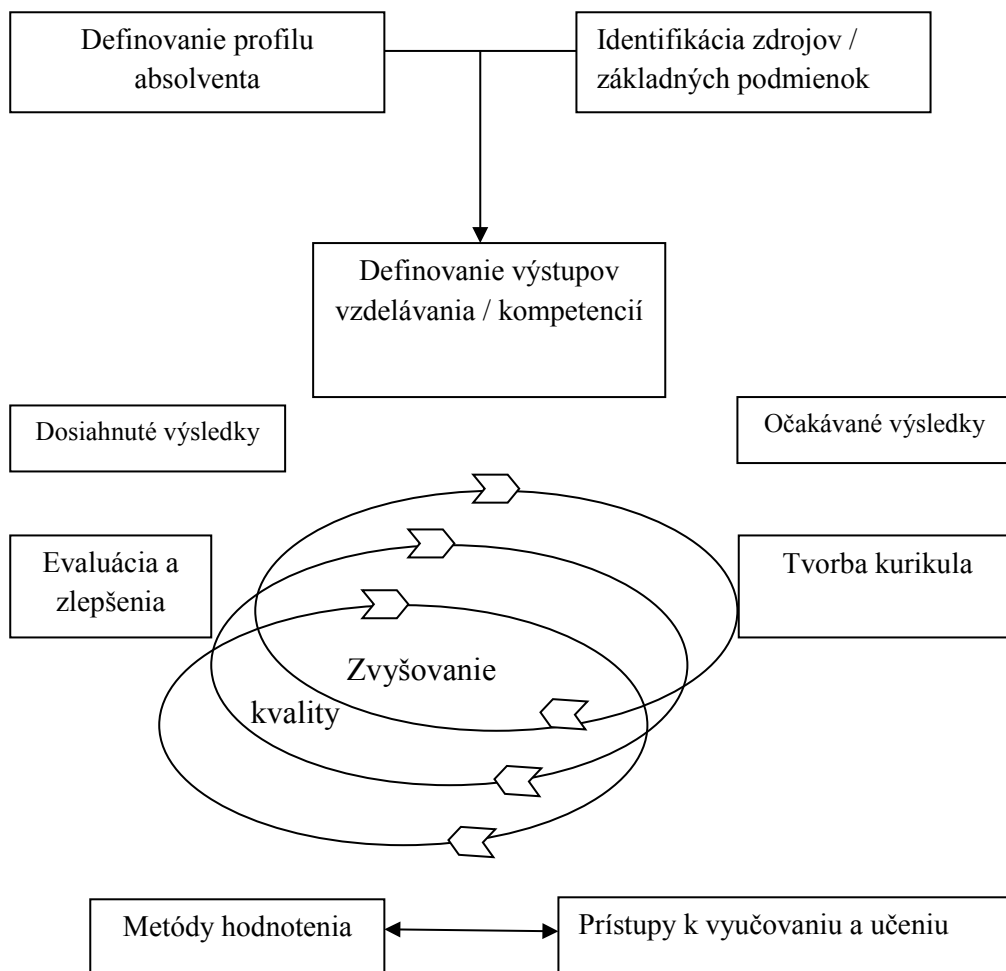 Definovanie profilu
absolventa
Identifikácia zdrojov /
základných podmienok
Definovanie výstupov
vzdelávania / kompetencií
Dosiahnuté výsledky
Očakávané výsledky
Evaluácia a
zlepšenia
Tvorba kurikula
Zvyšovanie
kvality
Metódy hodnotenia
Prístupy k vyučovaniu a učeniu